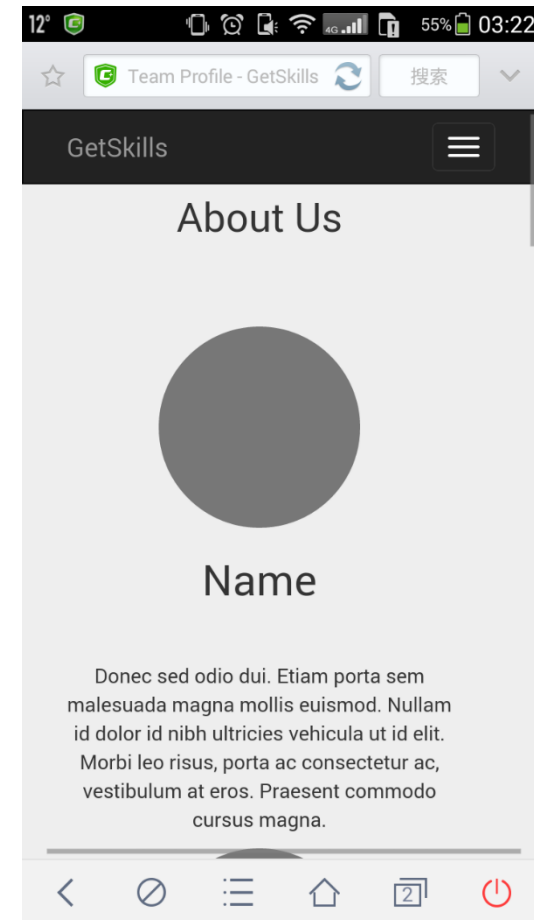 12°
4G
55%
03:22
Team Profile - GetSkills
搜索
GetSkills
About Us
Name
Donec sed odio dui. Etiam porta sem
malesuada magna mollis euismod. Nullam
id dolor id nibh ultricies vehicula ut id elit.
Morbi leo risus, porta ac consectetur ac,
vestibulum at eros. Praesent commodo
cursus magna.
2